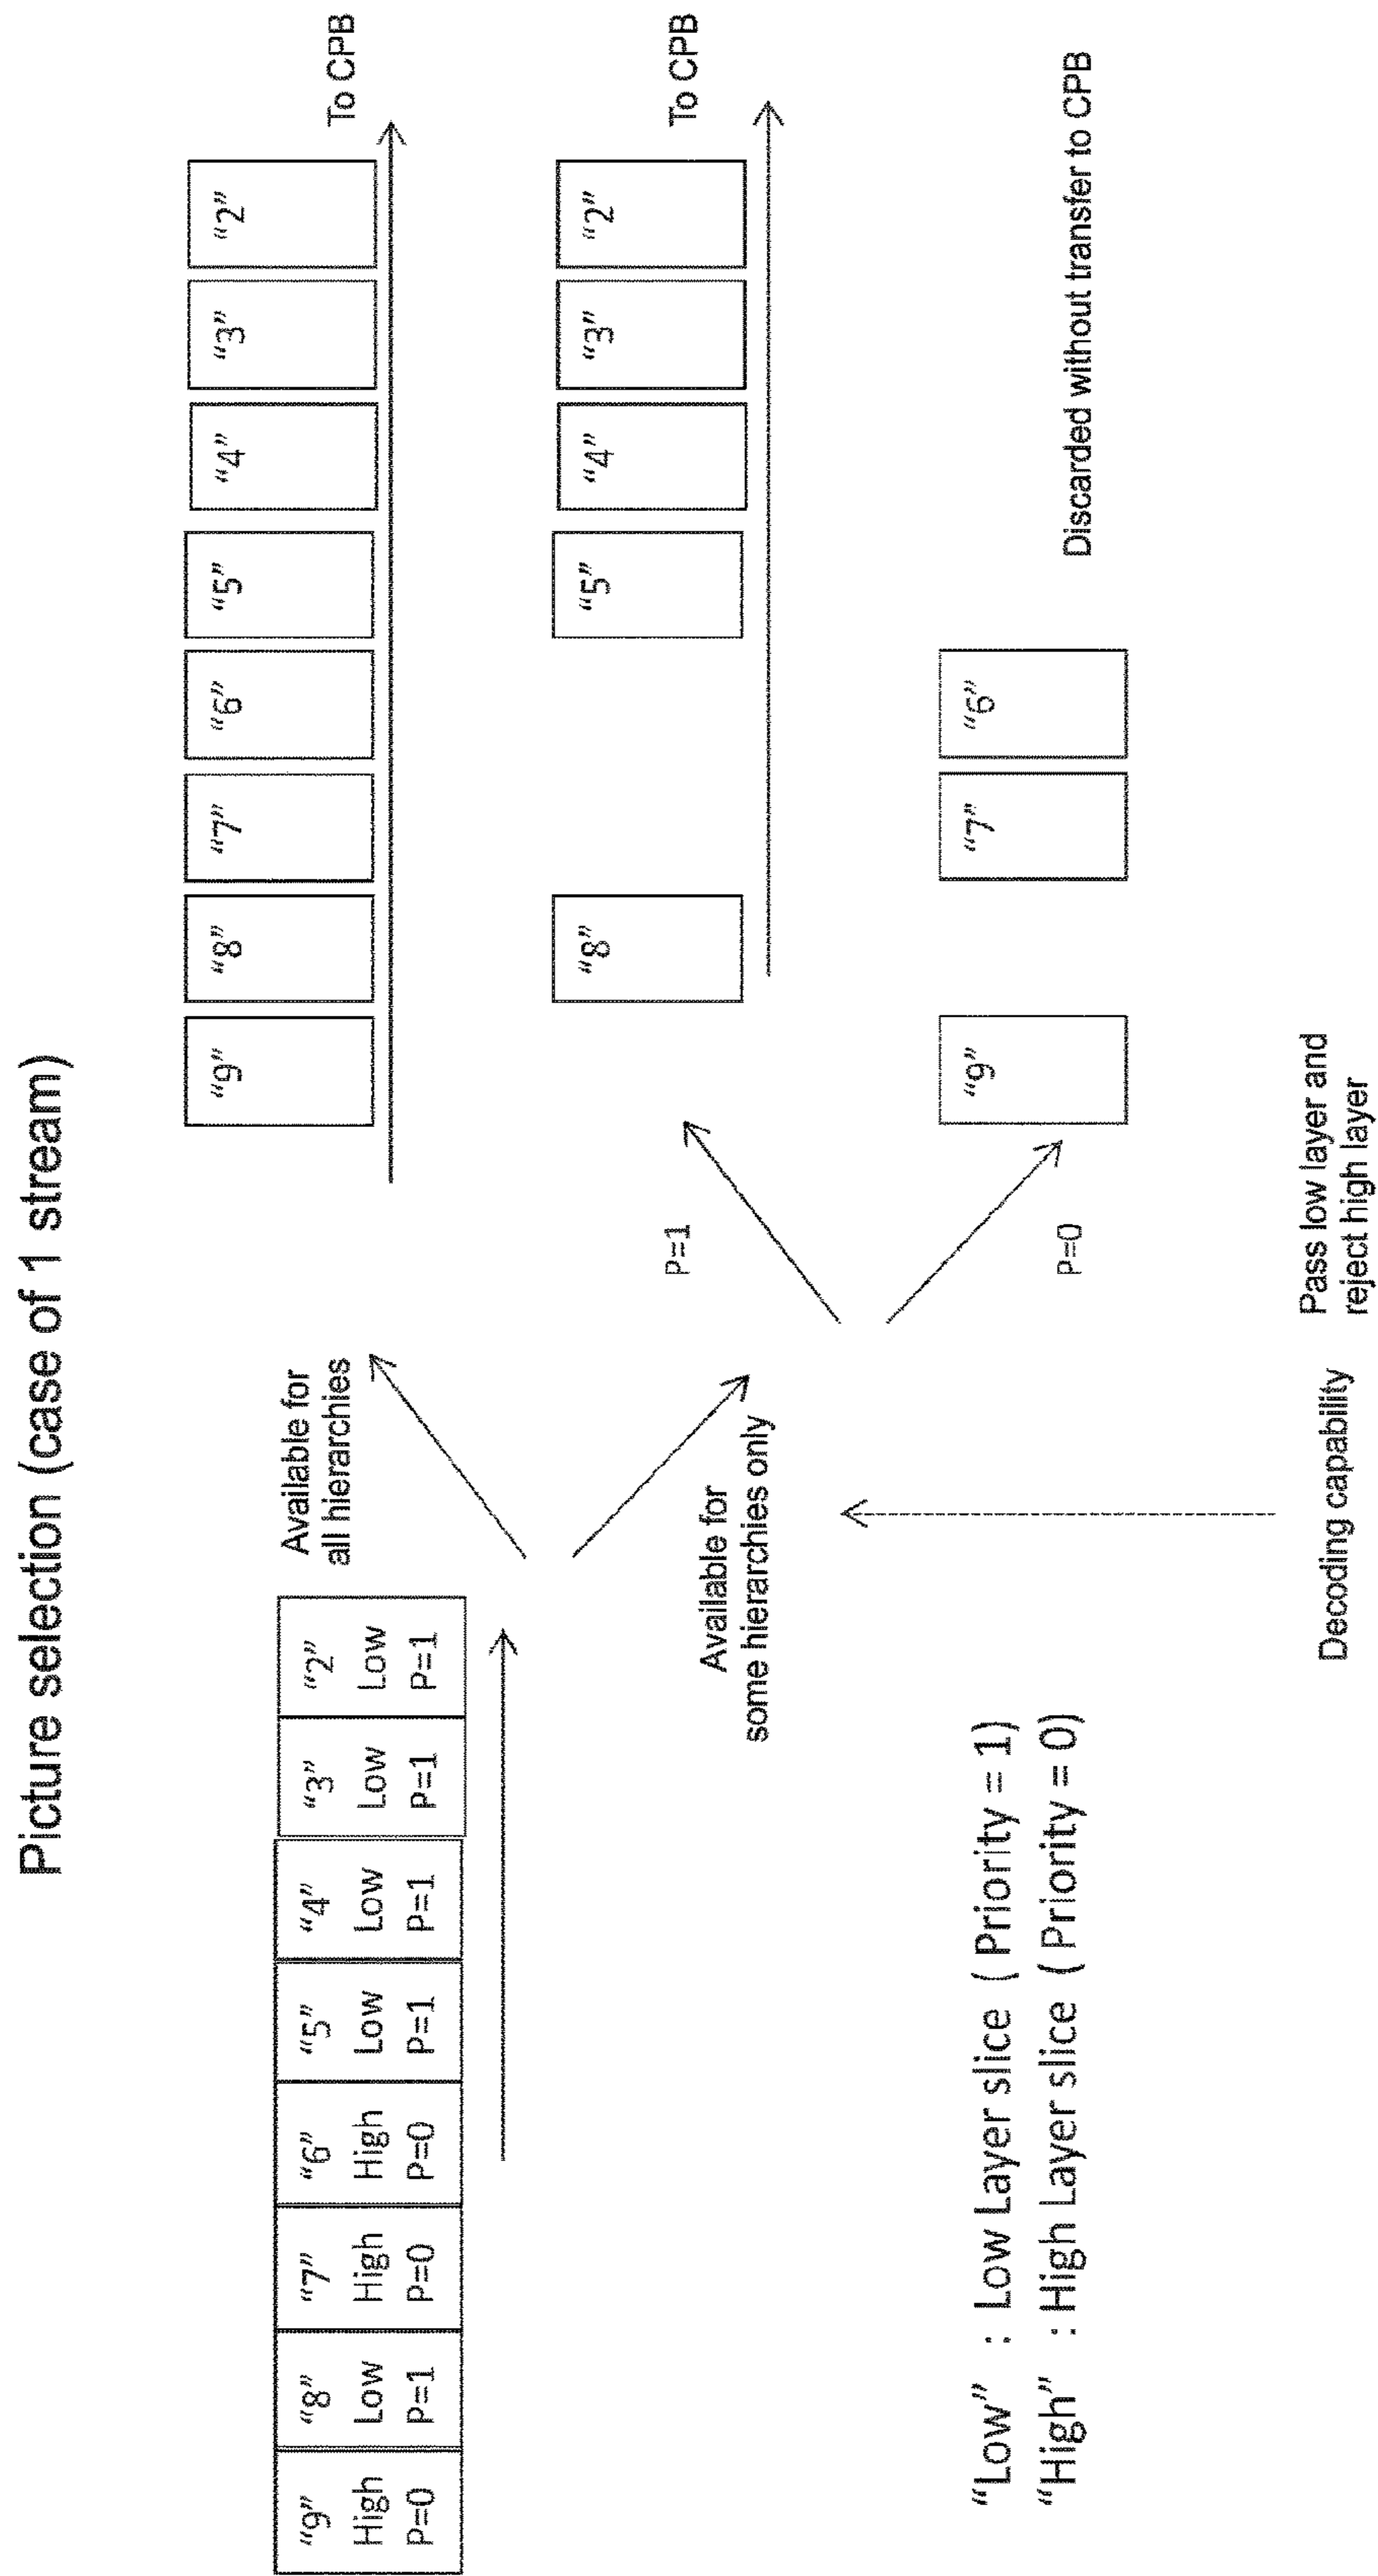 Picture selection (case of 1 stream)
"9" "8" "7" "6" "5" "4" "3" "2"
High Low High High Low Low Low Low
P=0 P=1 P=0 P=0 P=1 P=1 P=1 P=1
Available for
all hierarchies
"9" "8" "7" "6" "5" "4" "3" "2"
To CPB
Available for
some hierarchies only
P=1
"8" "5" "4" "3" "2"
To CPB
P=0
"9" "7" "6"
Discarded without transfer to CPB
"Low" : Low Layer slice ( Priority = 1)
"High" : High Layer slice ( Priority = 0)
Decoding capability
Pass low layer and
reject high layer